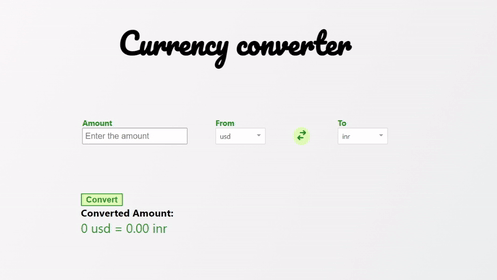 Currency converter
Amount From To
Enter the amount usd inr
Convert
Converted Amount:
0 usd = 0.00 inr